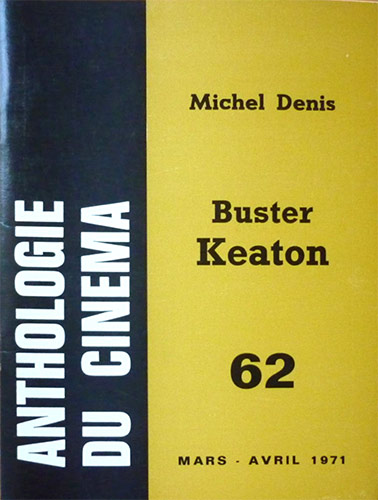 ANTHOLOGIE
DU CINEMA
Michel Denis
Buster
Keaton
62
MARS - AVRIL 1971